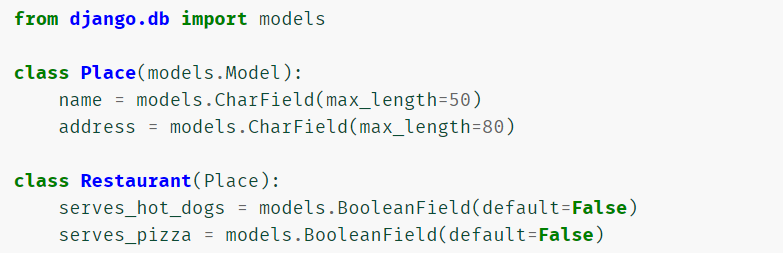 from django.db import models
class Place(models.Model):
    name = models.CharField(max_length=50)
    address = models.CharField(max_length=80)
class Restaurant(Place):
    serves_hot_dogs = models.BooleanField(default=False)
    serves_pizza = models.BooleanField(default=False)